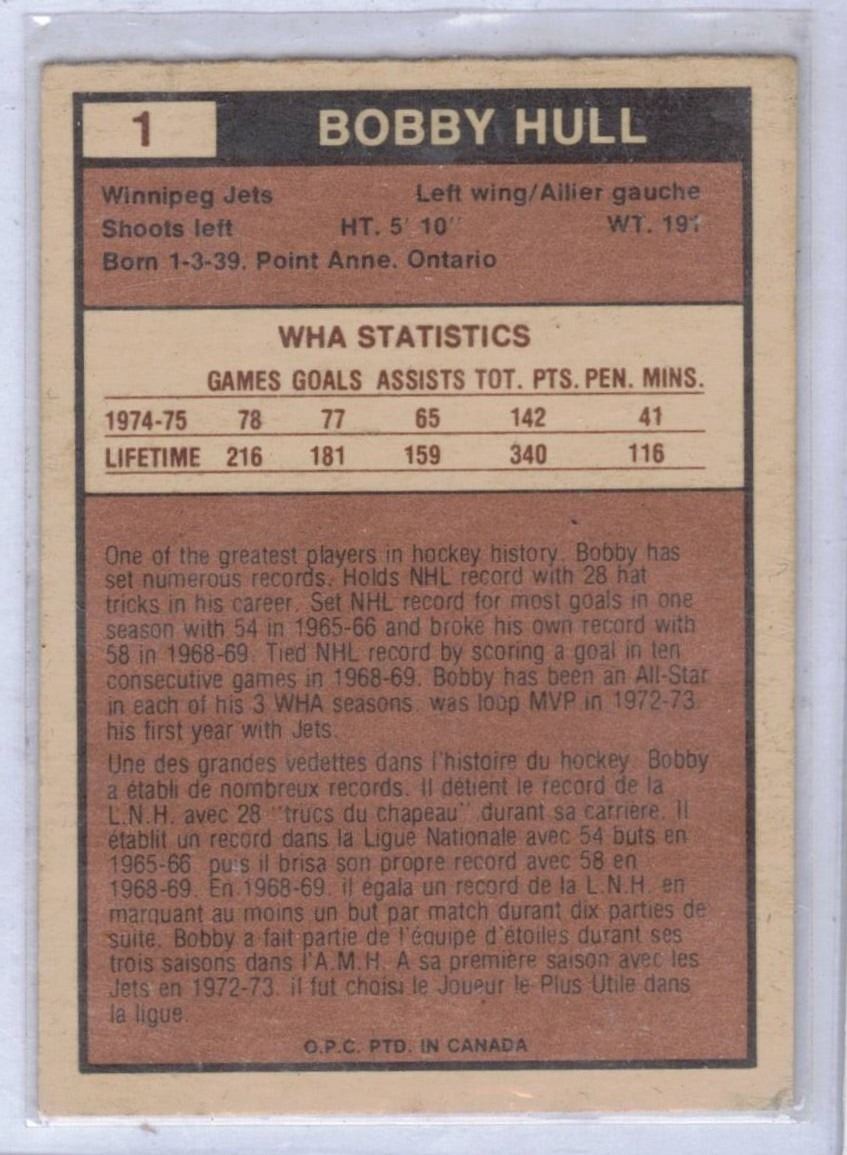 1 BOBBY HULL
Winnipeg Jets Left wing/Ailier gauche
Shoots left HT. 5' 10" WT. 191
Born 1-3-39. Point Anne. Ontario
WHA STATISTICS
GAMES GOALS ASSISTS TOT. PTS. PEN. MINS.
1974-75 78 77 65 142 41
LIFETIME 216 181 159 340 116
One of the greatest players in hockey history. Bobby has
set numerous records. Holds NHL record with 28 hat
tricks in his career. Set NHL record for most goals in one
season with 54 in 1965-66 and broke his own record with
58 in 1968-69. Tied NHL record by scoring a goal in ten
consecutive games in 1968-69. Bobby has been an All-Star
in each of his 3 WHA seasons. was loop MVP in 1972-73.
his first year with Jets.
Une des grandes vedettes dans l'histoire du hockey. Bobby
a établi de nombreux records. Il détient le record de la
L.N.H. avec 28 "trucs du chapeau" durant sa carrière. Il
établit un record dans la Ligue Nationale avec 54 buts en
1965-66 puis il brisa son propre record avec 58 en
1968-69. En 1968-69. il égala un record de la L.N.H. en
marquant au moins un but par match durant dix parties de
suite. Bobby a fait partie de l'équipe d'étoiles durant ses
trois saisons dans l'A.M.H. A sa première saison avec les
Jets en 1972-73. il fut choisi le Joueur le Plus Utile dans
la ligue.
O.P.C. PTD. IN CANADA